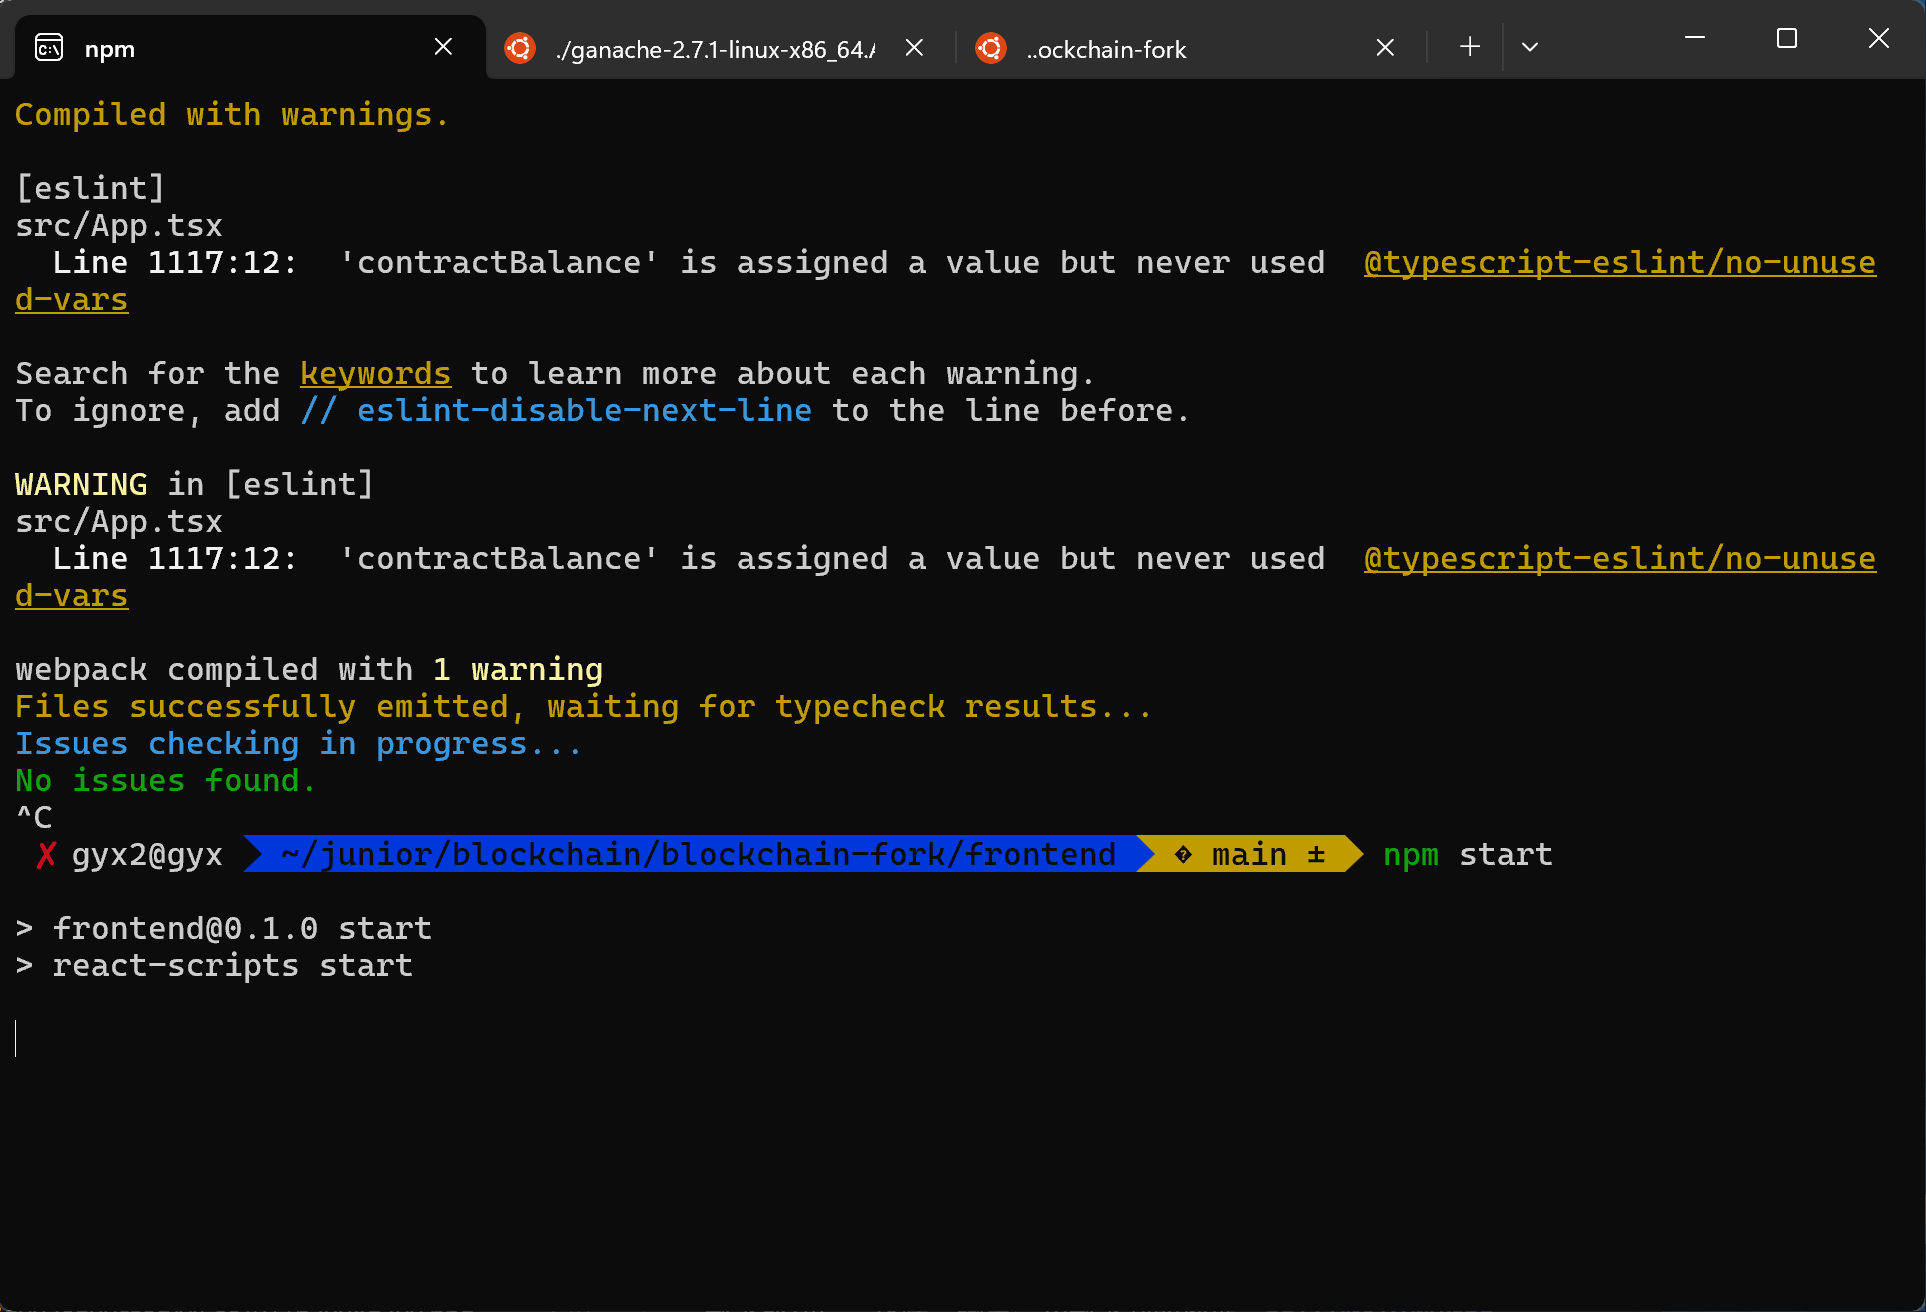 npm
./ganache-2.7.1-linux-x86_64.A
..ockchain-fork
Compiled with warnings.
[eslint]
src/App.tsx
Line 1117:12:  'contractBalance' is assigned a value but never used  @typescript-eslint/no-unuse
d-vars
Search for the keywords to learn more about each warning.
To ignore, add // eslint-disable-next-line to the line before.
WARNING in [eslint]
src/App.tsx
Line 1117:12:  'contractBalance' is assigned a value but never used  @typescript-eslint/no-unuse
d-vars
webpack compiled with 1 warning
Files successfully emitted, waiting for typecheck results...
Issues checking in progress...
No issues found.
^C
✗ gyx2@gyx ~/junior/blockchain/blockchain-fork/frontend � main ± npm start
> frontend@0.1.0 start
> react-scripts start